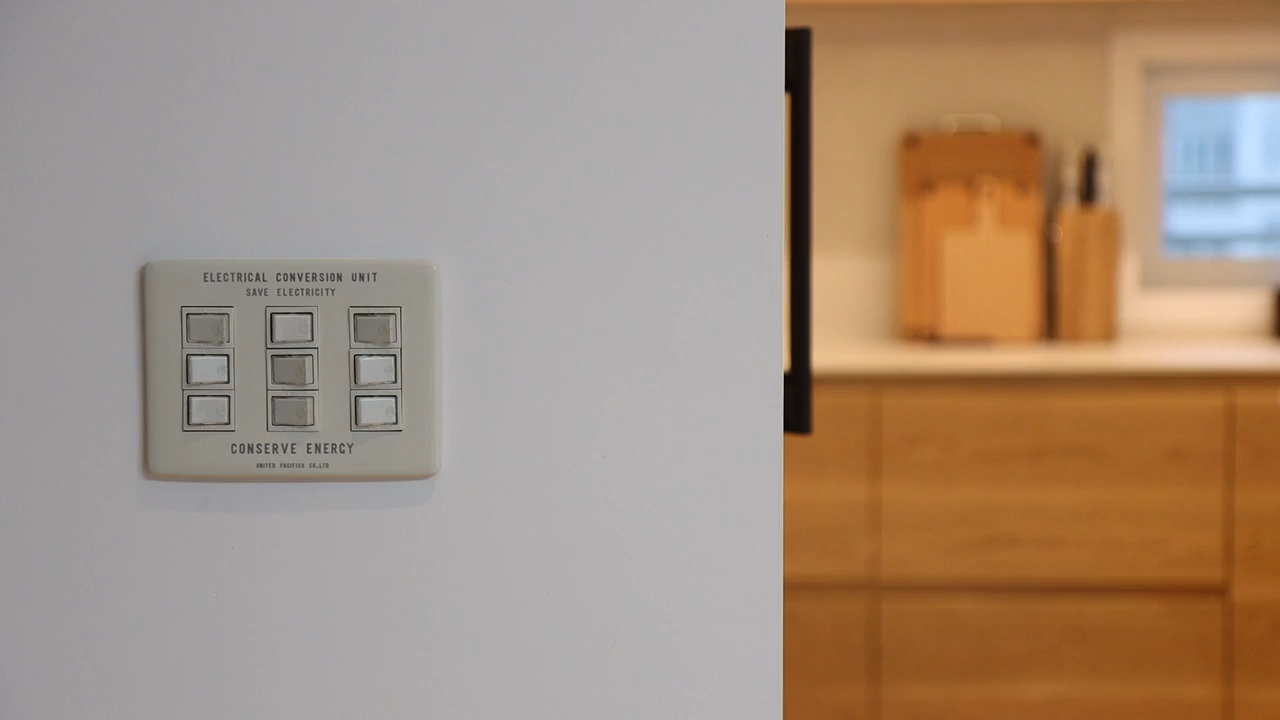 ELECTRICAL CONVERSION UNIT
SAVE ELECTRICITY
CONSERVE ENERGY
UNITED PACIFICS CO.,LTD